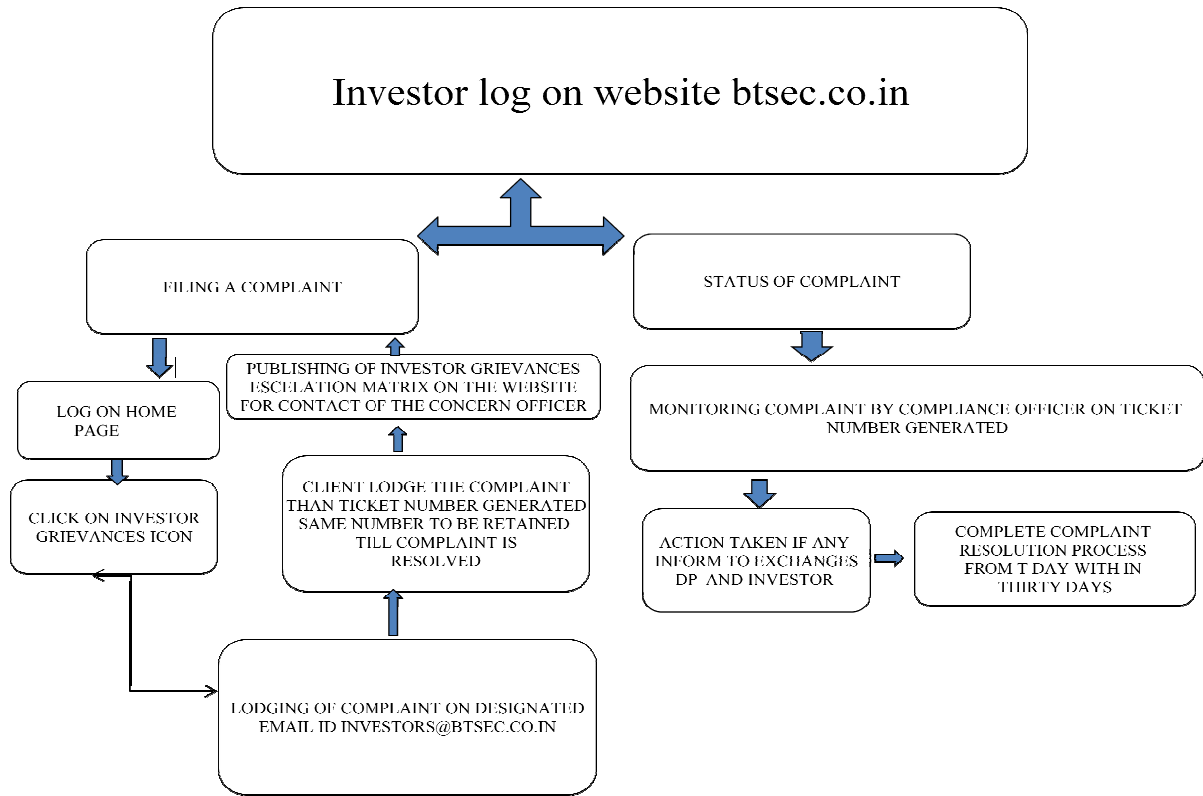 Investor log on website btsec.co.in
FILING A COMPLAINT
STATUS OF COMPLAINT
LOG ON HOME
PAGE
CLICK ON INVESTOR
GRIEVANCES ICON
LODGING OF COMPLAINT ON DESIGNATED
EMAIL ID INVESTORS@BTSEC.CO.IN
CLIENT LODGE THE COMPLAINT
THAN TICKET NUMBER GENERATED
SAME NUMBER TO BE RETAINED
TILL COMPLAINT IS
RESOLVED
PUBLISHING OF INVESTOR GRIEVANCES
ESCELATION MATRIX ON THE WEBSITE
FOR CONTACT OF THE CONCERN OFFICER
MONITORING COMPLAINT BY COMPLIANCE OFFICER ON TICKET
NUMBER GENERATED
ACTION TAKEN IF ANY
INFORM TO EXCHANGES
DP AND INVESTOR
COMPLETE COMPLAINT
RESOLUTION PROCESS
FROM T DAY WITH IN
THIRTY DAYS